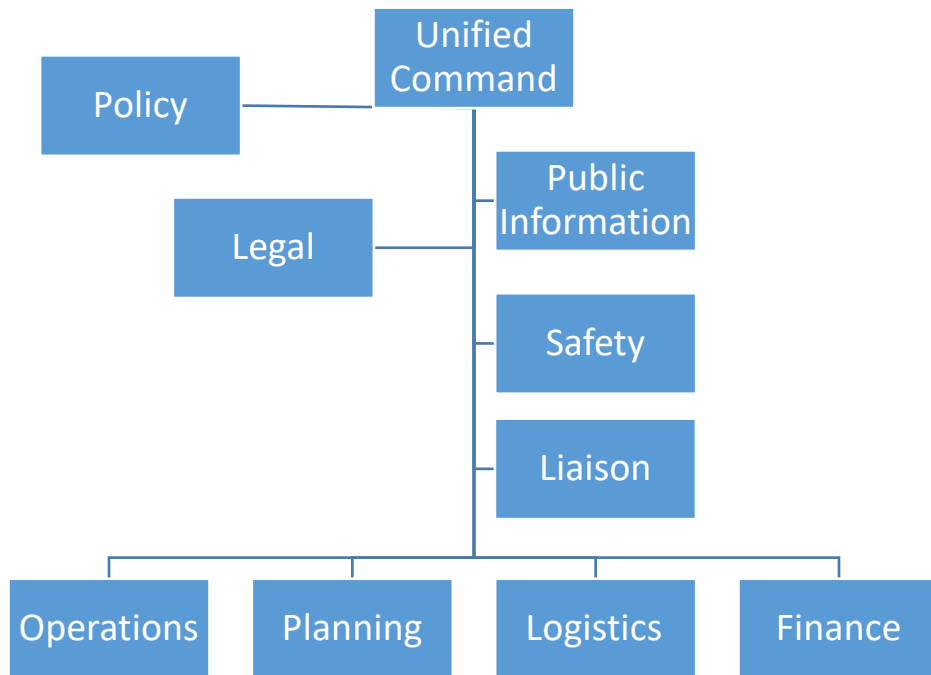 Unified
Command
Policy
Public
Information
Legal
Safety
Liaison
Operations
Planning
Logistics
Finance